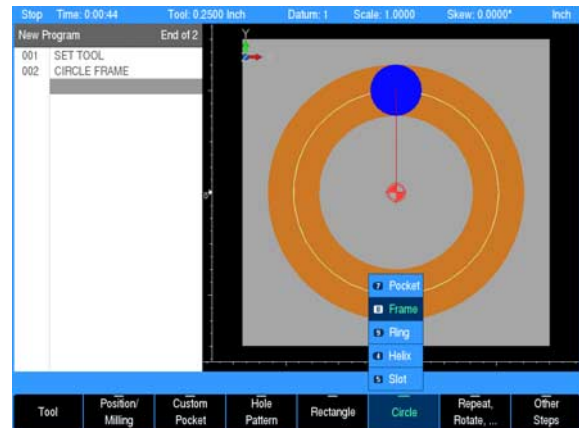 Stop Time: 0:00:44 Tool: 0.2500 Inch Datum: 1 Scale: 1.0000 Skew: 0.0000° Inch
New Program End of 2
001 SET TOOL
002 CIRCLE FRAME
Y
Pocket
Frame
Ring
Helix
Slot
Tool
Position/
Milling
Custom
Pocket
Hole
Pattern
Rectangle
Circle
Repeat,
Rotate, ...
Other
Steps